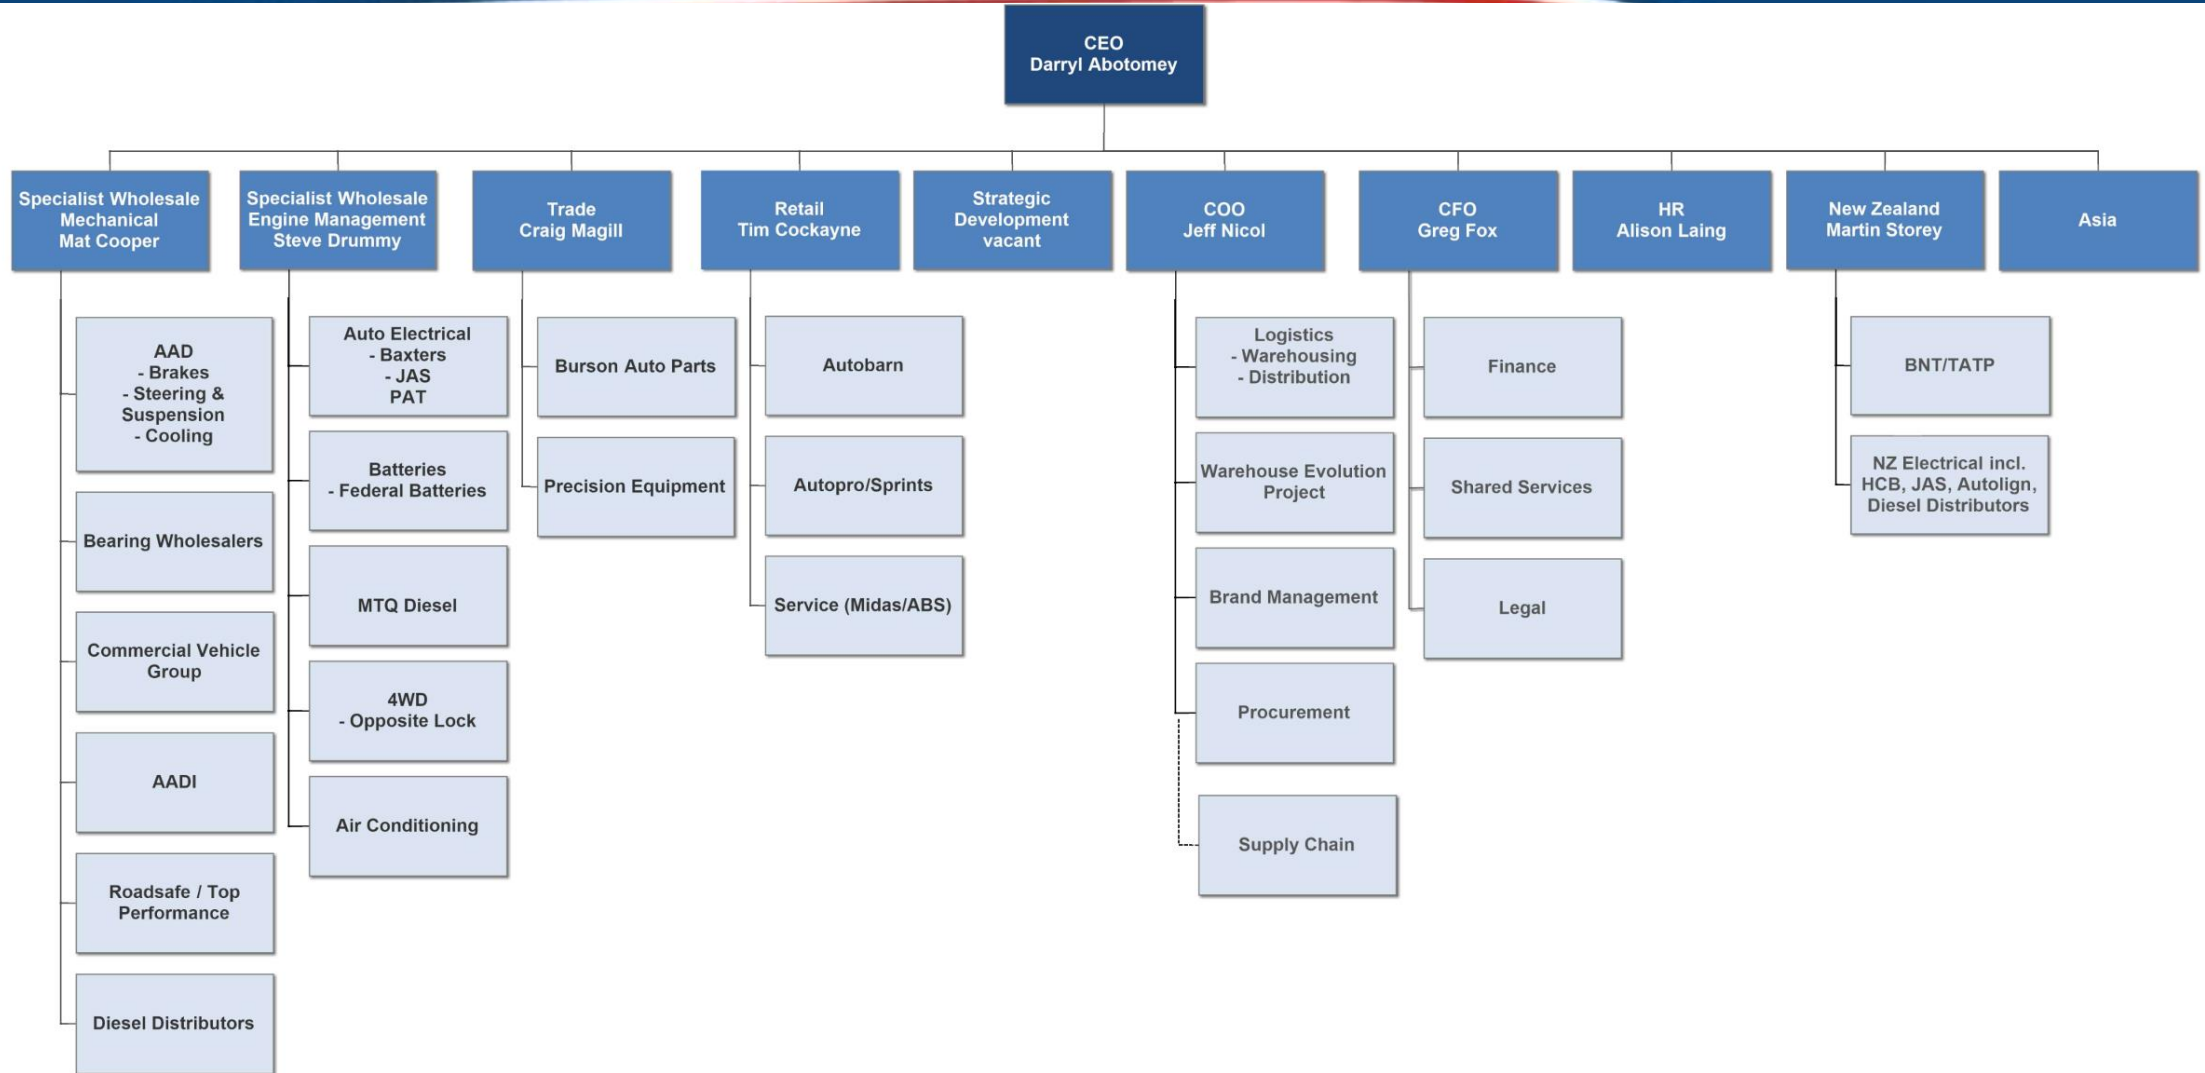 CEO
Darryl Abotomey
Specialist Wholesale
Mechanical
Mat Cooper
Specialist Wholesale
Engine Management
Steve Drummy
Trade
Craig Magill
Retail
Tim Cockayne
Strategic
Development
vacant
COO
Jeff Nicol
CFO
Greg Fox
HR
Alison Laing
New Zealand
Martin Storey
Asia
AAD
- Brakes
- Steering &
Suspension
- Cooling
Bearing Wholesalers
Commercial Vehicle
Group
AADI
Roadsafe / Top
Performance
Diesel Distributors
Auto Electrical
- Baxters
- JAS
PAT
Batteries
- Federal Batteries
MTQ Diesel
4WD
- Opposite Lock
Air Conditioning
Burson Auto Parts
Precision Equipment
Autobarn
Autopro/Sprints
Service (Midas/ABS)
Logistics
- Warehousing
- Distribution
Warehouse Evolution
Project
Brand Management
Procurement
Supply Chain
Finance
Shared Services
Legal
BNT/TATP
NZ Electrical incl.
HCB, JAS, Autolign,
Diesel Distributors